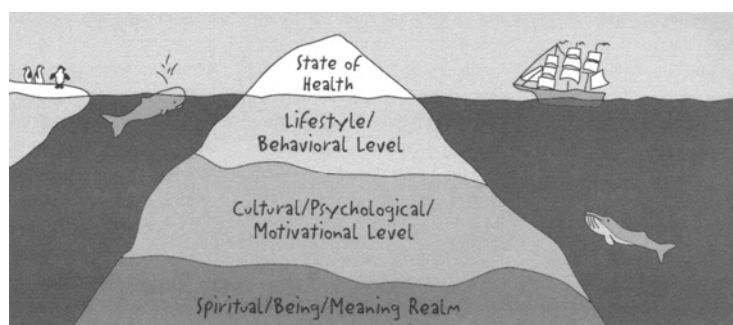 State of
Health
Lifestyle/
Behavioral Level
Cultural/Psychological/
Motivational Level
Spiritual/Being/Meaning Realm